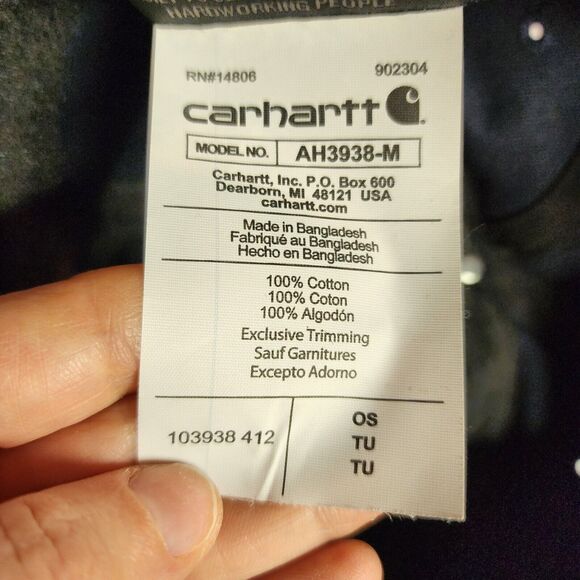 HARDWORKING PEOPLE
RN#14806 902304
carhartt
MODEL NO. AH3938-M
Carhartt, Inc. P.O. Box 600
Dearborn, MI 48121 USA
carhartt.com
Made in Bangladesh
Fabriqué au Bangladesh
Hecho en Bangladesh
100% Cotton
100% Coton
100% Algodón
Exclusive Trimming
Sauf Garnitures
Excepto Adorno
103938 412
OS
TU
TU